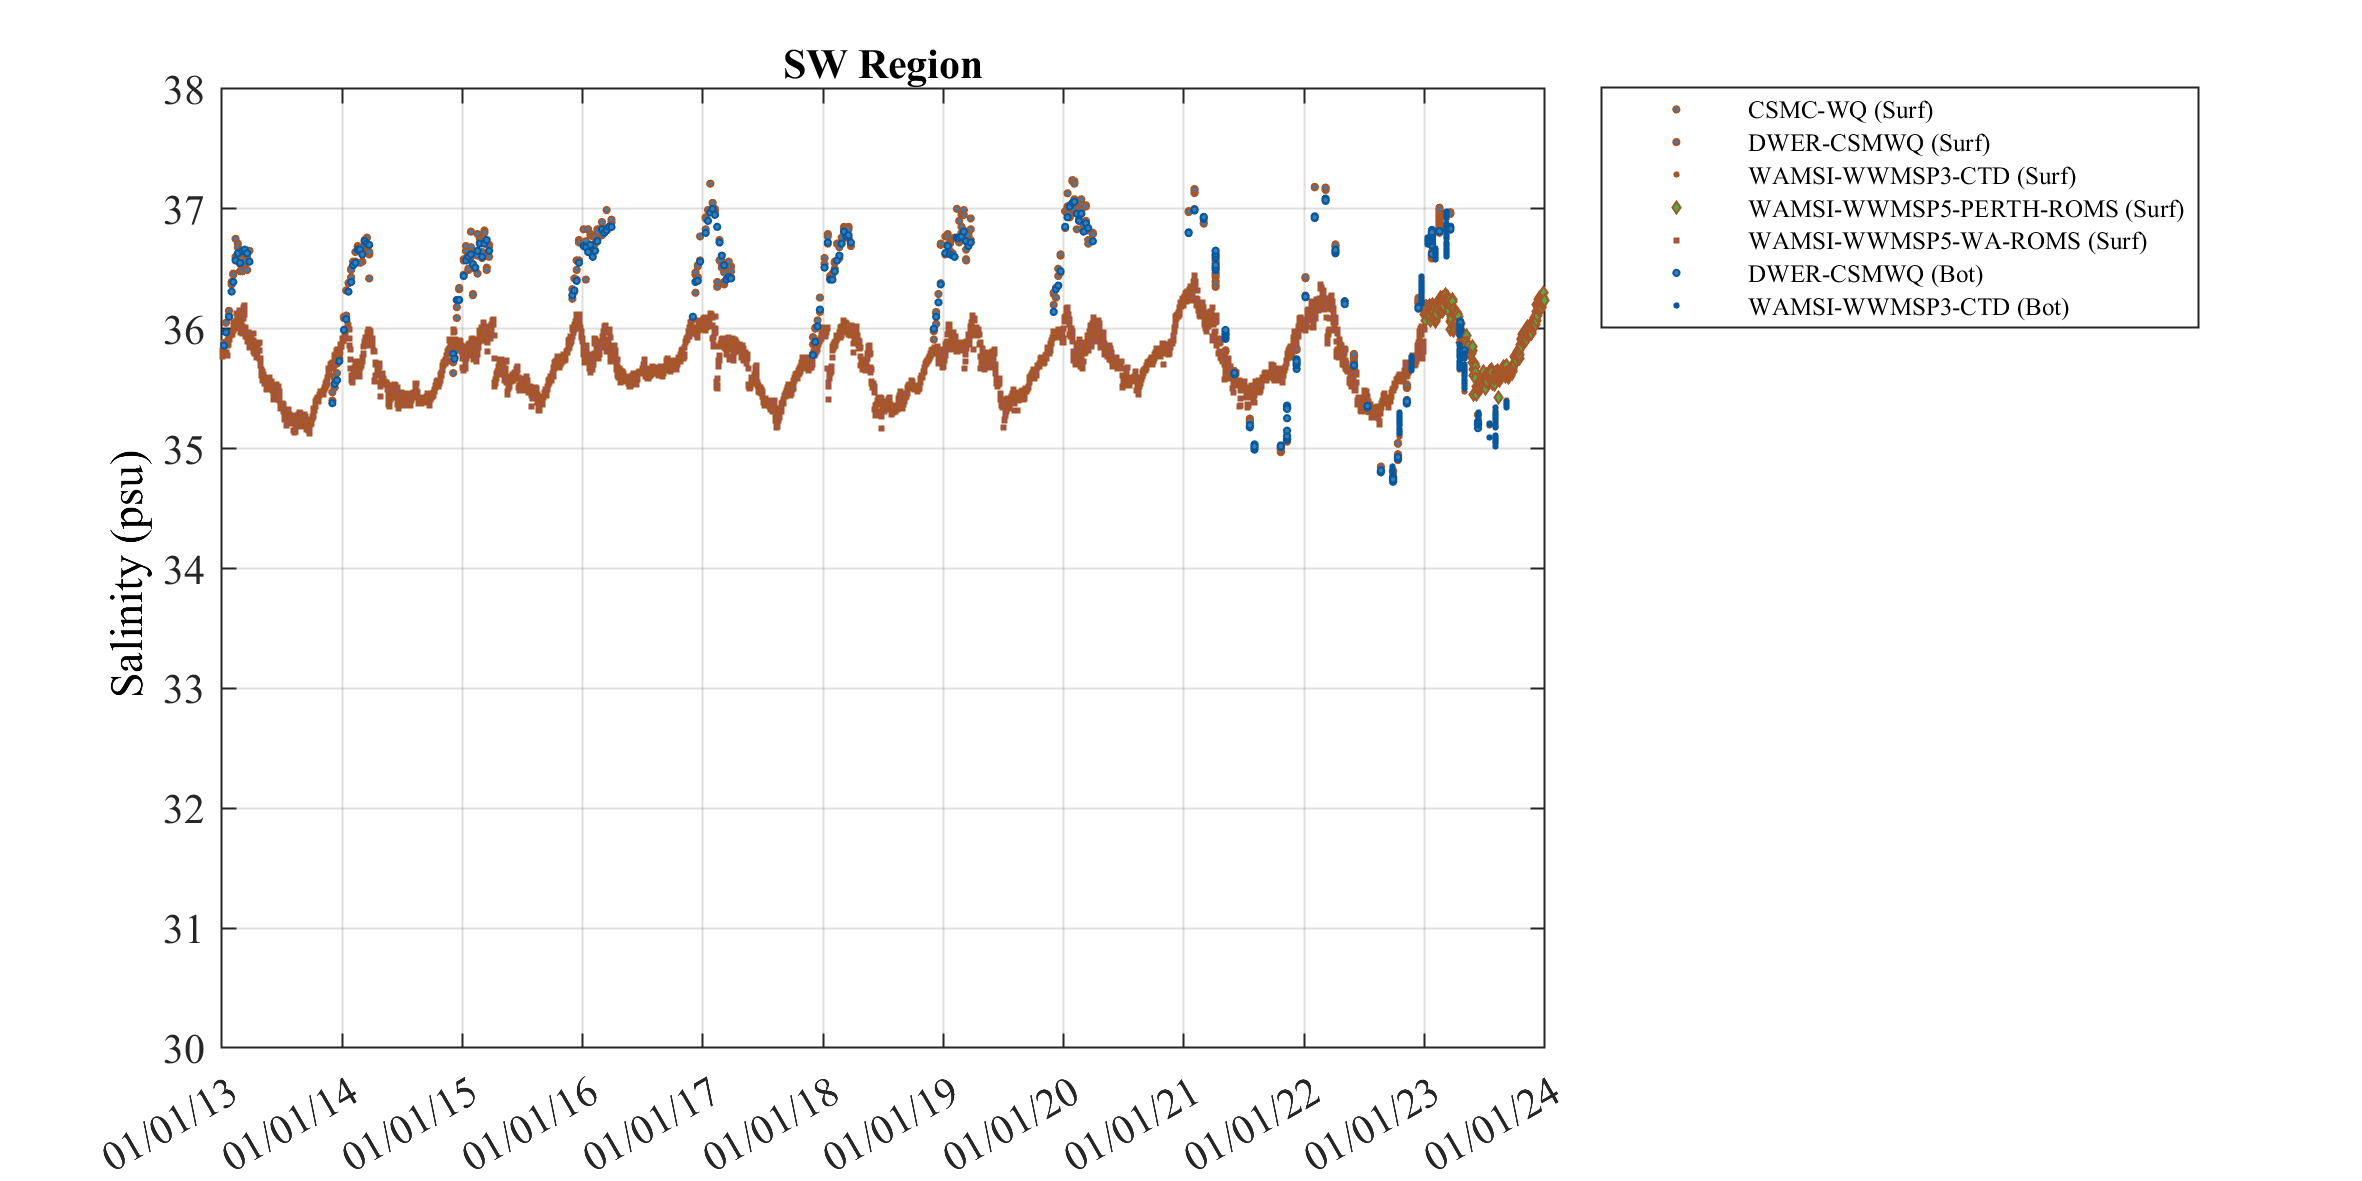 SW Region
38
37
36
35
34
33
32
31
30
Salinity (psu)
01/01/13
01/01/14
01/01/15
01/01/16
01/01/17
01/01/18
01/01/19
01/01/20
01/01/21
01/01/22
01/01/23
01/01/24
CSMC-WQ (Surf)
DWER-CSMWQ (Surf)
WAMSI-WWMSP3-CTD (Surf)
WAMSI-WWMSP5-PERTH-ROMS (Surf)
WAMSI-WWMSP5-WA-ROMS (Surf)
DWER-CSMWQ (Bot)
WAMSI-WWMSP3-CTD (Bot)